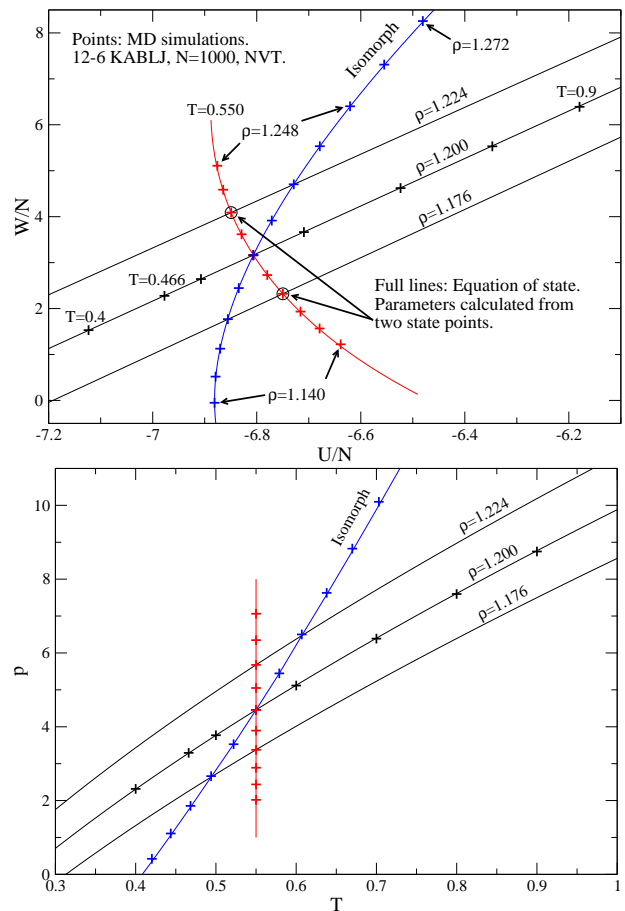 Points: MD simulations.
12-6 KABLJ, N=1000, NVT.
Isomorph
ρ=1.272
T=0.550
ρ=1.248
ρ=1.224
T=0.9
ρ=1.200
ρ=1.176
T=0.466
T=0.4
Full lines: Equation of state.
Parameters calculated from
two state points.
ρ=1.140
8
6
4
2
0
W/N
-7.2
-7
-6.8
-6.6
-6.4
-6.2
U/N
Isomorph
ρ=1.224
ρ=1.200
ρ=1.176
10
8
6
4
2
0
p
0.3
0.4
0.5
0.6
0.7
0.8
0.9
1
T